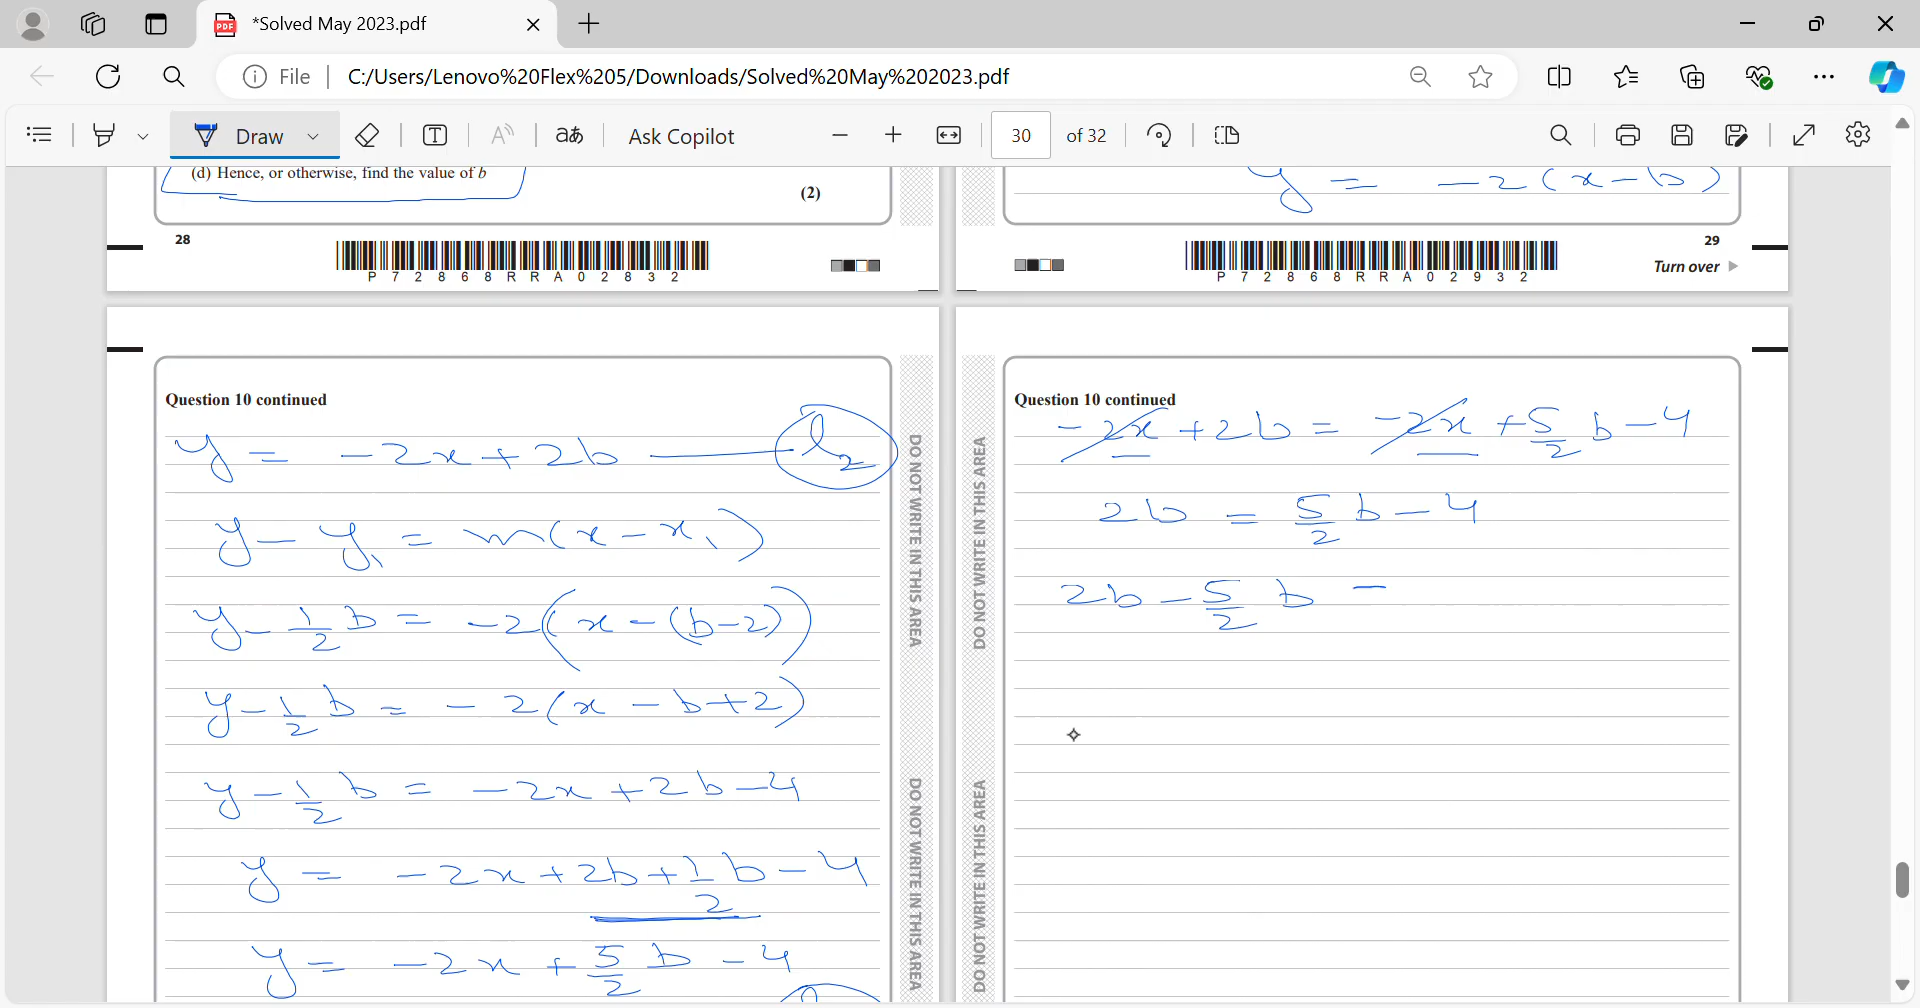 *Solved May 2023.pdf
File
C:/Users/Lenovo%20Flex%205/Downloads/Solved%20May%202023.pdf
Draw
aあ
Ask Copilot
30 of 32
(d) Hence, or otherwise, find the value of b
(2)
28
P 7 2 8 6 8 R R A 0 2 8 3 2
y = -2(x-b)
29
P 7 2 8 6 8 R R A 0 2 9 3 2
Turn over
Question 10 continued
y = -2x + 2b — l₂
y - y₁ = m(x - x₁)
y - 1/2 b = -2(x - (b-2))
y - 1/2 b = -2(x - b+2)
y - 1/2 b = -2x + 2b - 4
y = -2x + 2b + 1/2 b - 4
y = -2x + 5/2 b - 4
DO NOT WRITE IN THIS AREA
DO NOT WRITE IN THIS AREA
DO NOT WRITE IN THIS AREA
DO NOT WRITE IN THIS AREA
Question 10 continued
-2x + 2b = -2x + 5/2 b - 4
2b = 5/2 b - 4
2b - 5/2 b =